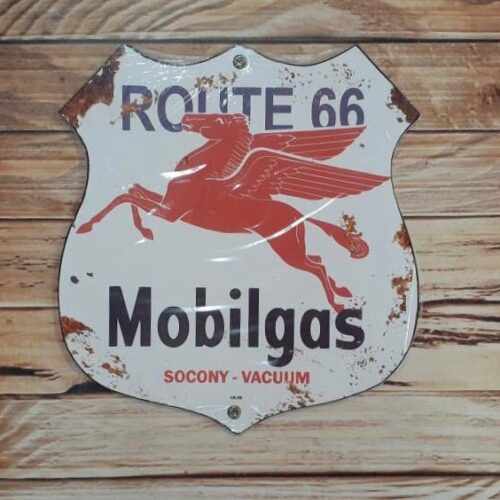 ROUTE 66
Mobilgas
SOCONY - VACUUM